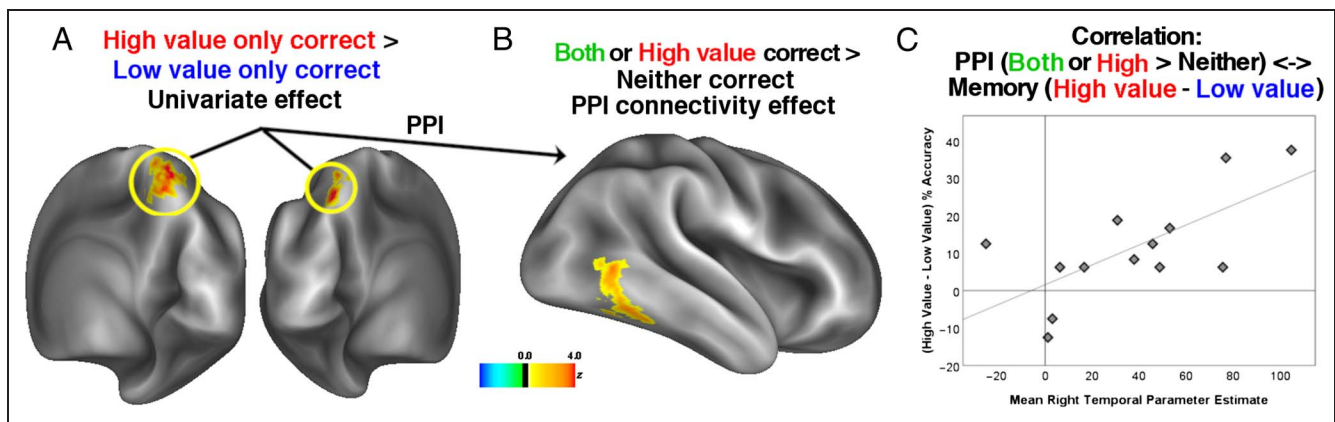 A
High value only correct >
Low value only correct
Univariate effect
PPI
B
Both or High value correct >
Neither correct
PPI connectivity effect
0.0
4.0
z
C
Correlation:
PPI (Both or High > Neither) <->
Memory (High value - Low value)
(High Value - Low Value) % Accuracy
40
30
20
10
0
-10
-20
-20 0 20 40 60 80 100
Mean Right Temporal Parameter Estimate